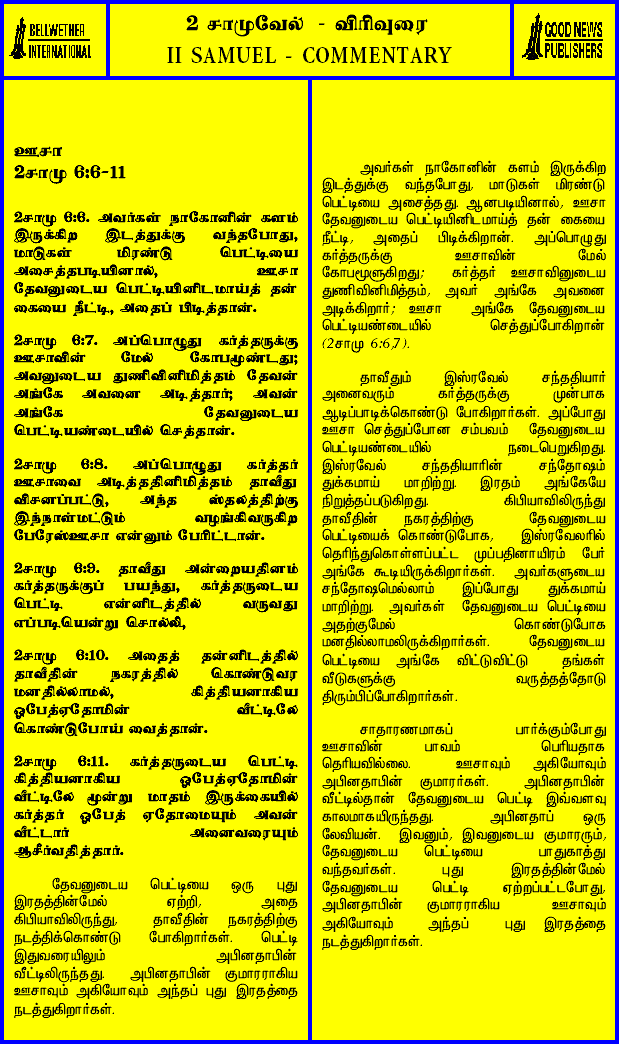 BELLWETHER
INTERNATIONAL
2 சாமுவேல் - விரிவுரை
II SAMUEL - COMMENTARY
GOOD NEWS
PUBLISHERS
ஊசா
2சாமு 6:6-11
2சாமு 6:6. அவர்கள் நாகோனின் களம்
இருக்கிற இடத்துக்கு வந்தபோது,
மாடுகள் மிரண்டு பெட்டியை
அசைத்தபடியினால், ஊசா
தேவனுடைய பெட்டியினிடமாய்த் தன்
கையை நீட்டி, அதைப் பிடித்தான்.
2சாமு 6:7. அப்பொழுது கர்த்தருக்கு
ஊசாவின் மேல் கோபமூண்டது;
அவனுடைய துணிவினிமித்தம் தேவன்
அங்கே அவனை அடித்தார்; அவன்
அங்கே தேவனுடைய
பெட்டியண்டையில் செத்தான்.
2சாமு 6:8. அப்பொழுது கர்த்தர்
ஊசாவை அடித்ததினிமித்தம் தாவீது
விசனப்பட்டு, அந்த ஸ்தலத்திற்கு
இந்நாள்மட்டும் வழங்கிவருகிற
பேரேஸ்ஊசா என்னும் பேரிட்டான்.
2சாமு 6:9. தாவீது அன்றையதினம்
கர்த்தருக்குப் பயந்து, கர்த்தருடைய
பெட்டி என்னிடத்தில் வருவது
எப்படியென்று சொல்லி,
2சாமு 6:10. அதைத் தன்னிடத்தில்
தாவீதின் நகரத்தில் கொண்டுவர
மனதில்லாமல், கித்தியனாகிய
ஓபேத்ஏதோமின் வீட்டிலே
கொண்டுபோய் வைத்தான்.
2சாமு 6:11. கர்த்தருடைய பெட்டி
கித்தியனாகிய ஓபேத்ஏதோமின்
வீட்டிலே மூன்று மாதம் இருக்கையில்
கர்த்தர் ஓபேத் ஏதோமையும் அவன்
வீட்டார் அனைவரையும்
ஆசீர்வதித்தார்.
தேவனுடைய பெட்டியை ஒரு புது
இரதத்தின்மேல் ஏற்றி, அதை
கிபியாவிலிருந்து, தாவீதின் நகரத்திற்கு
நடத்திக்கொண்டு போகிறார்கள். பெட்டி
இதுவரையிலும் அபினதாபின்
வீட்டிலிருந்தது. அபினதாபின் குமாரராகிய
ஊசாவும் அகியோவும் அந்தப் புது இரதத்தை
நடத்துகிறார்கள்.
அவர்கள் நாகோனின் களம் இருக்கிற
இடத்துக்கு வந்தபோது, மாடுகள் மிரண்டு
பெட்டியை அசைத்தது. ஆனபடியினால், ஊசா
தேவனுடைய பெட்டியினிடமாய்த் தன் கையை
நீட்டி, அதைப் பிடிக்கிறான். அப்பொழுது
கர்த்தருக்கு ஊசாவின் மேல்
கோபமூளுகிறது; கர்த்தர் ஊசாவினுடைய
துணிவினிமித்தம், அவர் அங்கே அவனை
அடிக்கிறார்; ஊசா அங்கே தேவனுடைய
பெட்டியண்டையில் செத்துப்போகிறான்
(2சாமு 6:6,7).
தாவீதும் இஸ்ரவேல் சந்ததியார்
அனைவரும் கர்த்தருக்கு முன்பாக
ஆடிப்பாடிக்கொண்டு போகிறார்கள். அப்போது
ஊசா செத்துப்போன சம்பவம் தேவனுடைய
பெட்டியண்டையில் நடைபெறுகிறது.
இஸ்ரவேல் சந்ததியாரின் சந்தோஷம்
துக்கமாய் மாறிற்று. இரதம் அங்கேயே
நிறுத்தப்படுகிறது. கிபியாவிலிருந்து
தாவீதின் நகரத்திற்கு தேவனுடைய
பெட்டியைக் கொண்டுபோக, இஸ்ரவேலரில்
தெரிந்துகொள்ளப்பட்ட முப்பதினாயிரம் பேர்
அங்கே கூடியிருக்கிறார்கள். அவர்களுடைய
சந்தோஷமெல்லாம் இப்போது துக்கமாய்
மாறிற்று. அவர்கள் தேவனுடைய பெட்டியை
அதற்குமேல் கொண்டுபோக
மனதில்லாமலிருக்கிறார்கள். தேவனுடைய
பெட்டியை அங்கே விட்டுவிட்டு தங்கள்
வீடுகளுக்கு வருத்தத்தோடு
திரும்பிப்போகிறார்கள்.
சாதாரணமாகப் பார்க்கும்போது
ஊசாவின் பாவம் பெரியதாக
தெரியவில்லை. ஊசாவும் அகியோவும்
அபினதாபின் குமாரர்கள். அபினதாபின்
வீட்டில்தான் தேவனுடைய பெட்டி இவ்வளவு
காலமாகயிருந்தது. அபினதாப் ஒரு
லேவியன். இவனும், இவனுடைய குமாரரும்,
தேவனுடைய பெட்டியை பாதுகாத்து
வந்தவர்கள். புது இரதத்தின்மேல்
தேவனுடைய பெட்டி ஏற்றப்பட்டபோது,
அபினதாபின் குமாரராகிய ஊசாவும்
அகியோவும் அந்தப் புது இரதத்தை
நடத்துகிறார்கள்.